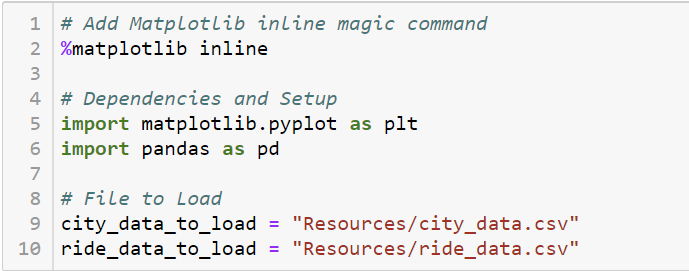 1 # Add Matplotlib inline magic command
2 %matplotlib inline
3
4 # Dependencies and Setup
5 import matplotlib.pyplot as plt
6 import pandas as pd
7
8 # File to Load
9 city_data_to_load = "Resources/city_data.csv"
10 ride_data_to_load = "Resources/ride_data.csv"